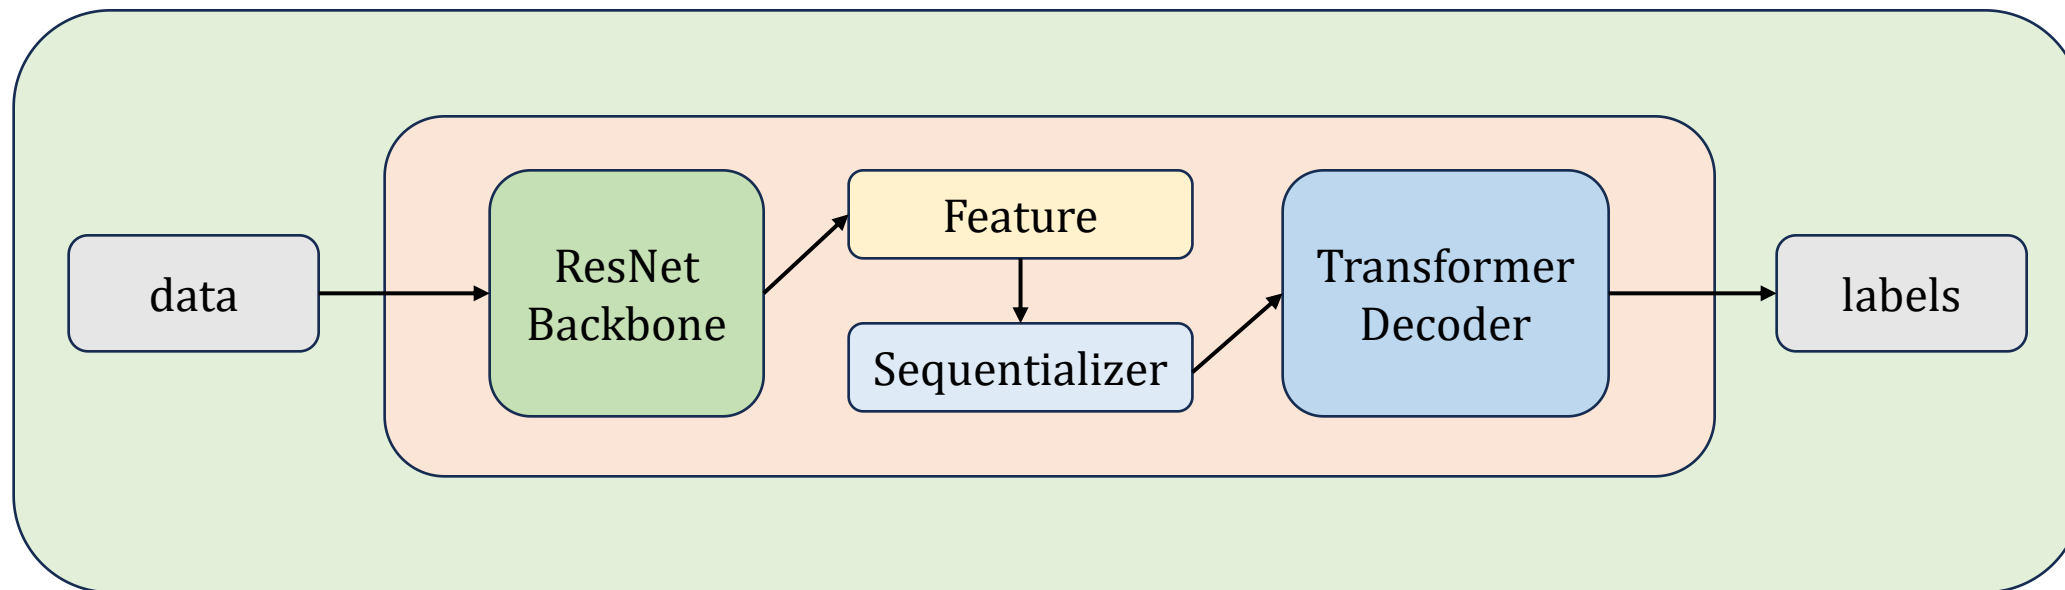 data
ResNet
Backbone
Feature
Sequentializer
Transformer
Decoder
labels